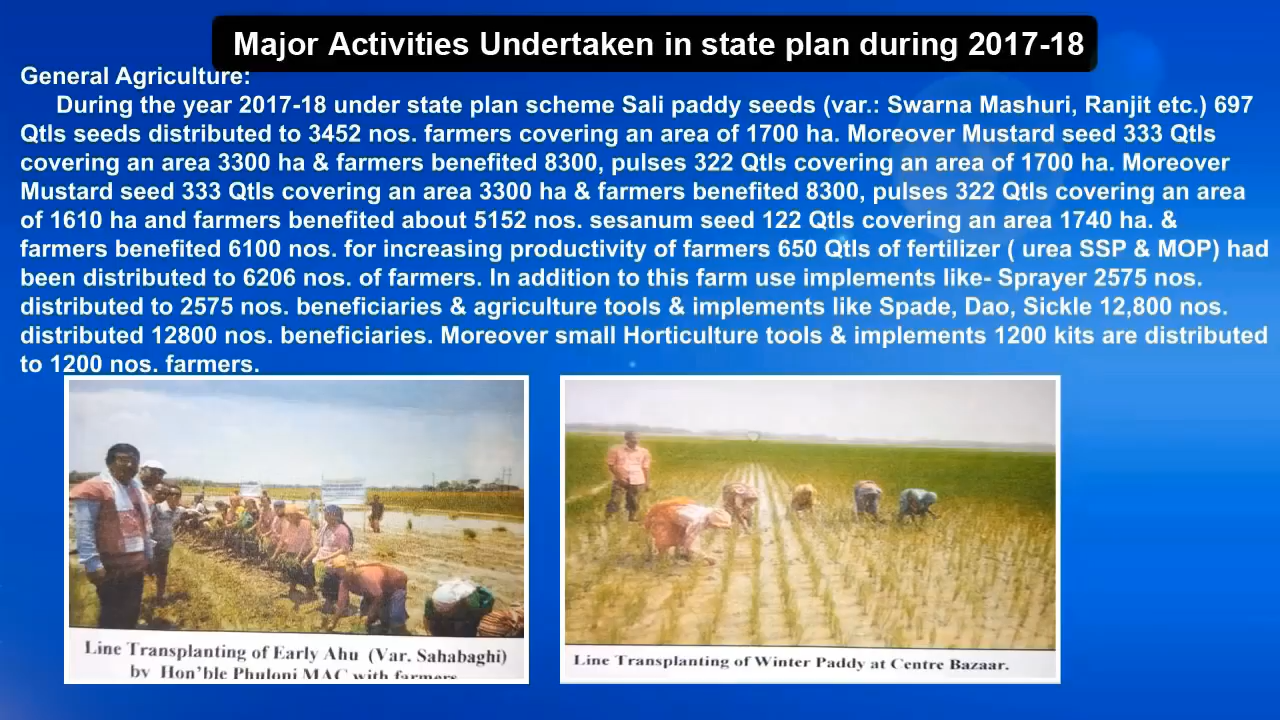 Major Activities Undertaken in state plan during 2017-18
General Agriculture:
During the year 2017-18 under state plan scheme Sali paddy seeds (var.: Swarna Mashuri, Ranjit etc.) 697
Qtls seeds distributed to 3452 nos. farmers covering an area of 1700 ha. Moreover Mustard seed 333 Qtls
covering an area 3300 ha & farmers benefited 8300, pulses 322 Qtls covering an area of 1700 ha. Moreover
Mustard seed 333 Qtls covering an area 3300 ha & farmers benefited 8300, pulses 322 Qtls covering an area
of 1610 ha and farmers benefited about 5152 nos. sesanum seed 122 Qtls covering an area 1740 ha. &
farmers benefited 6100 nos. for increasing productivity of farmers 650 Qtls of fertilizer ( urea SSP & MOP) had
been distributed to 6206 nos. of farmers. In addition to this farm use implements like- Sprayer 2575 nos.
distributed to 2575 nos. beneficiaries & agriculture tools & implements like Spade, Dao, Sickle 12,800 nos.
distributed 12800 nos. beneficiaries. Moreover small Horticulture tools & implements 1200 kits are distributed
to 1200 nos. farmers.
Line Transplanting of Early Ahu (Var. Sahabaghi)
by Hon'ble Phuloni MAC with farmers
Line Transplanting of Winter Paddy at Centre Bazaar.